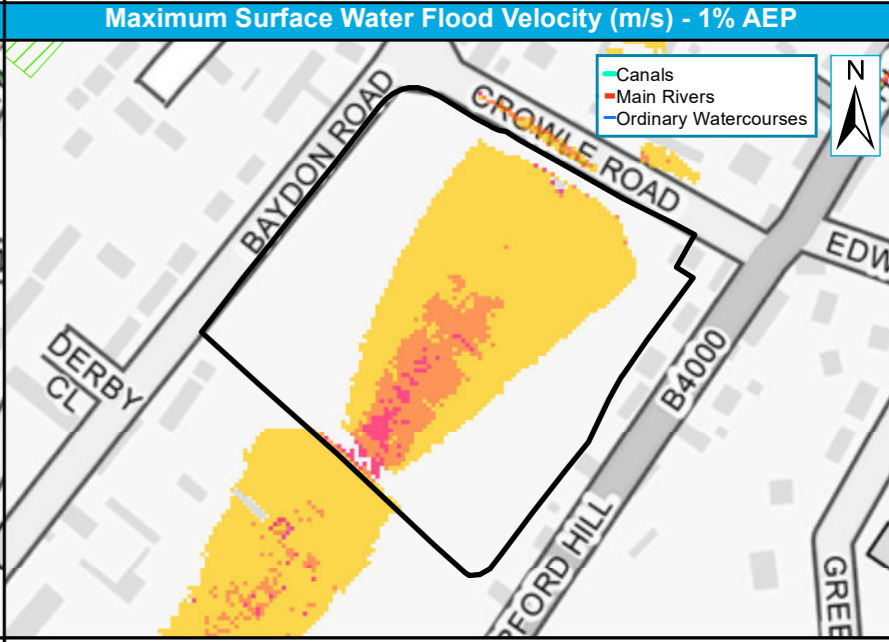 Maximum Surface Water Flood Velocity (m/s) - 1% AEP
Canals
Main Rivers
Ordinary Watercourses
N
CROWLE ROAD
BAYDON ROAD
EDW
DERBY
CL
B4000
RFORD HILL
GREE